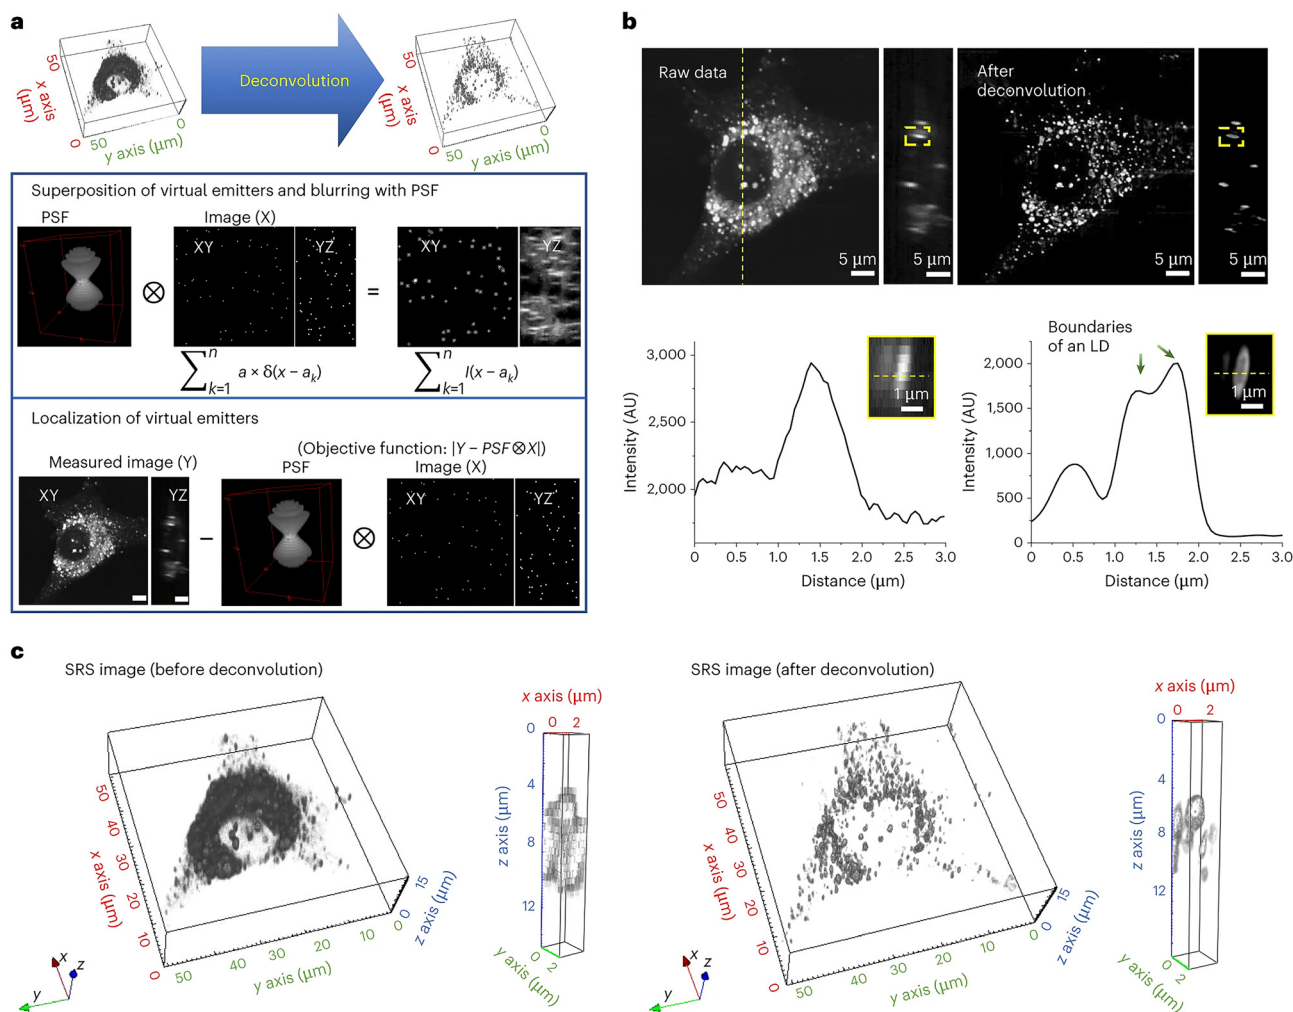 a
50
x axis
(µm)
0
50
y axis (µm)
0
Deconvolution
50
x axis
(µm)
0
50
y axis (µm)
0
Superposition of virtual emitters and blurring with PSF
PSF
Image (X)
XY
YZ
XY
YZ
⊗
=
∑ n k=1 a × δ(x − aₖ)
∑ n k=1 I(x − aₖ)
Localization of virtual emitters
(Objective function: |Y − PSF⊗X|)
Measured image (Y)
PSF
Image (X)
XY
YZ
−
⊗
XY
YZ
b
Raw data
5 µm
5 µm
After
deconvolution
5 µm
5 µm
3,000
2,500
2,000
Intensity (AU)
0
0.5
1.0
1.5
2.0
2.5
3.0
Distance (µm)
1 µm
Boundaries
of an LD
2,000
1,500
1,000
500
0
Intensity (AU)
0
0.5
1.0
1.5
2.0
2.5
3.0
Distance (µm)
1 µm
c
SRS image (before deconvolution)
50
40
30
20
10
0
x axis (µm)
50
40
30
20
10
0
y axis (µm)
0
15
z axis (µm)
x
z
y
x axis (µm)
0
2
0
4
8
12
z axis (µm)
0
2
y axis (µm)
SRS image (after deconvolution)
50
40
30
20
10
0
x axis (µm)
50
40
30
20
10
0
y axis (µm)
0
15
z axis (µm)
x
z
y
x axis (µm)
0
2
0
4
8
12
z axis (µm)
0
2
y axis (µm)